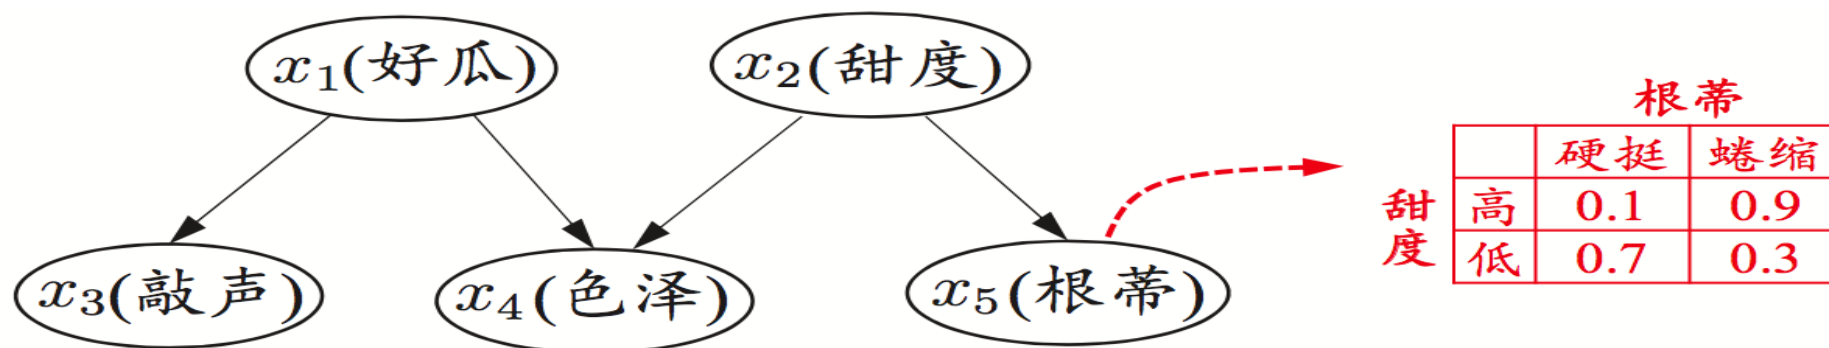 x₁(好瓜)
x₂(甜度)
x₃(敲声)
x₄(色泽)
x₅(根蒂)
根蒂
硬挺 蜷缩
甜度
高 0.1 0.9
低 0.7 0.3